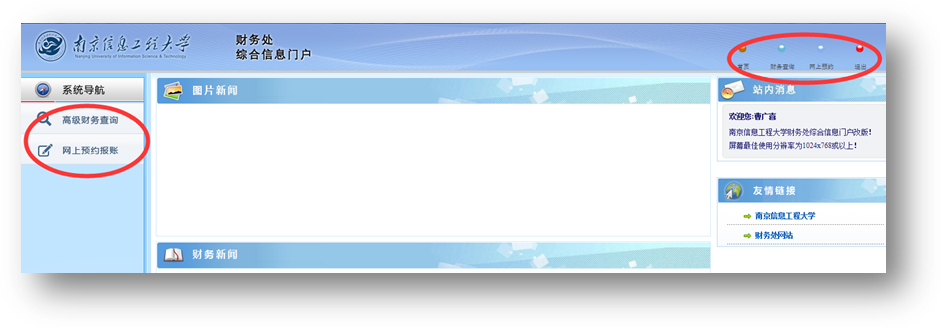 南京信息工程大学
Nanjing University of Information Science & Technology
财务处
综合信息门户
首页 财务查询 网上预约 退出
系统导航
高级财务查询
网上预约报账
图片新闻
财务新闻
站内消息
欢迎您:曹广喜
南京信息工程大学财务处综合信息门户改版!
屏幕最佳使用分辨率为1024x768或以上!
友情链接
南京信息工程大学
财务处网站